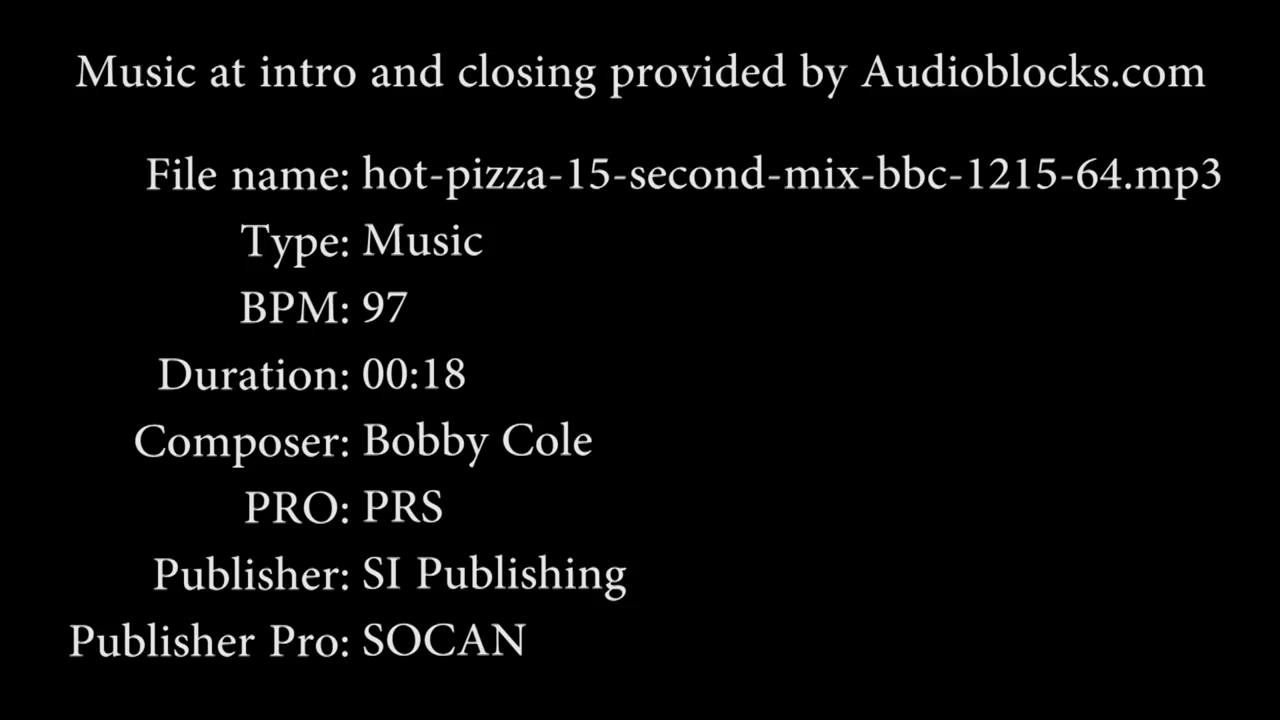 Music at intro and closing provided by Audioblocks.com
File name: hot-pizza-15-second-mix-bbc-1215-64.mp3
Type: Music
BPM: 97
Duration: 00:18
Composer: Bobby Cole
PRO: PRS
Publisher: SI Publishing
Publisher Pro: SOCAN